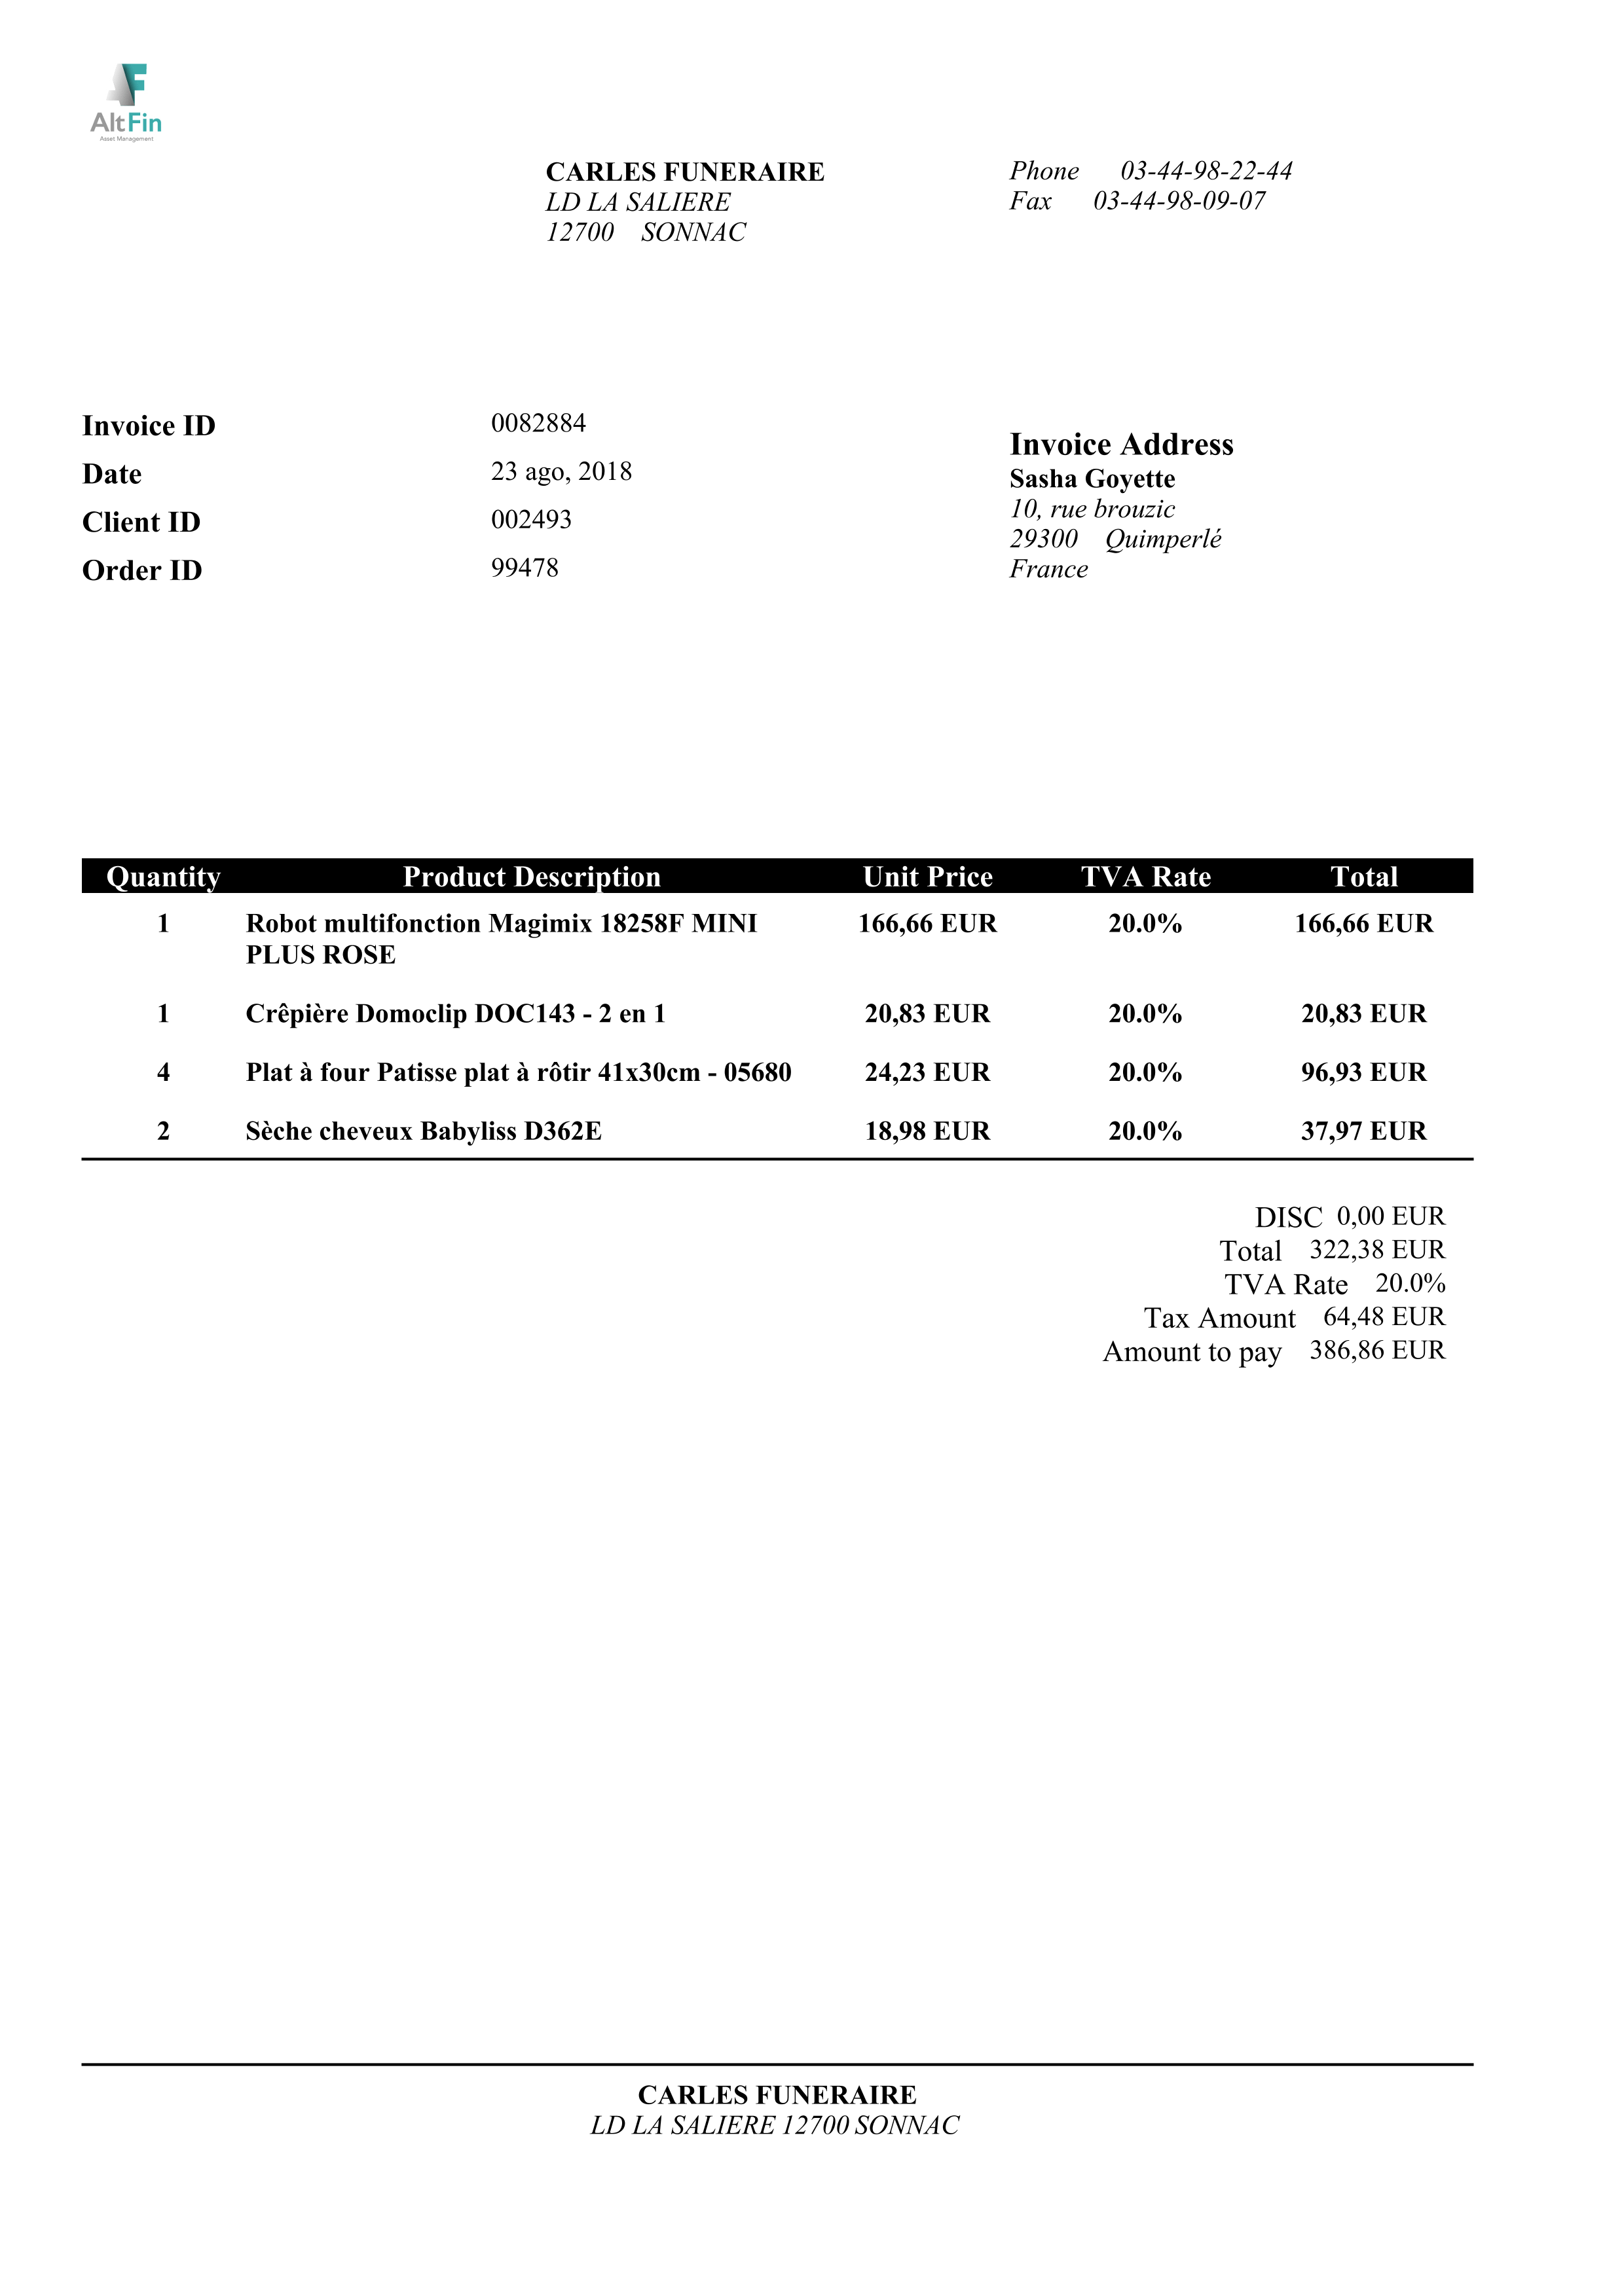 AltFin
Asset Management
CARLES FUNERAIRE
LD LA SALIERE
12700 SONNAC
Phone 03-44-98-22-44
Fax 03-44-98-09-07
Invoice ID 0082884
Date 23 ago, 2018
Client ID 002493
Order ID 99478
Invoice Address
Sasha Goyette
10, rue brouzic
29300 Quimperlé
France
Quantity Product Description Unit Price TVA Rate Total
1 Robot multifonction Magimix 18258F MINI 166,66 EUR 20.0% 166,66 EUR
PLUS ROSE
1 Crêpière Domoclip DOC143 - 2 en 1 20,83 EUR 20.0% 20,83 EUR
4 Plat à four Patisse plat à rôtir 41x30cm - 05680 24,23 EUR 20.0% 96,93 EUR
2 Sèche cheveux Babyliss D362E 18,98 EUR 20.0% 37,97 EUR
DISC 0,00 EUR
Total 322,38 EUR
TVA Rate 20.0%
Tax Amount 64,48 EUR
Amount to pay 386,86 EUR
CARLES FUNERAIRE
LD LA SALIERE 12700 SONNAC